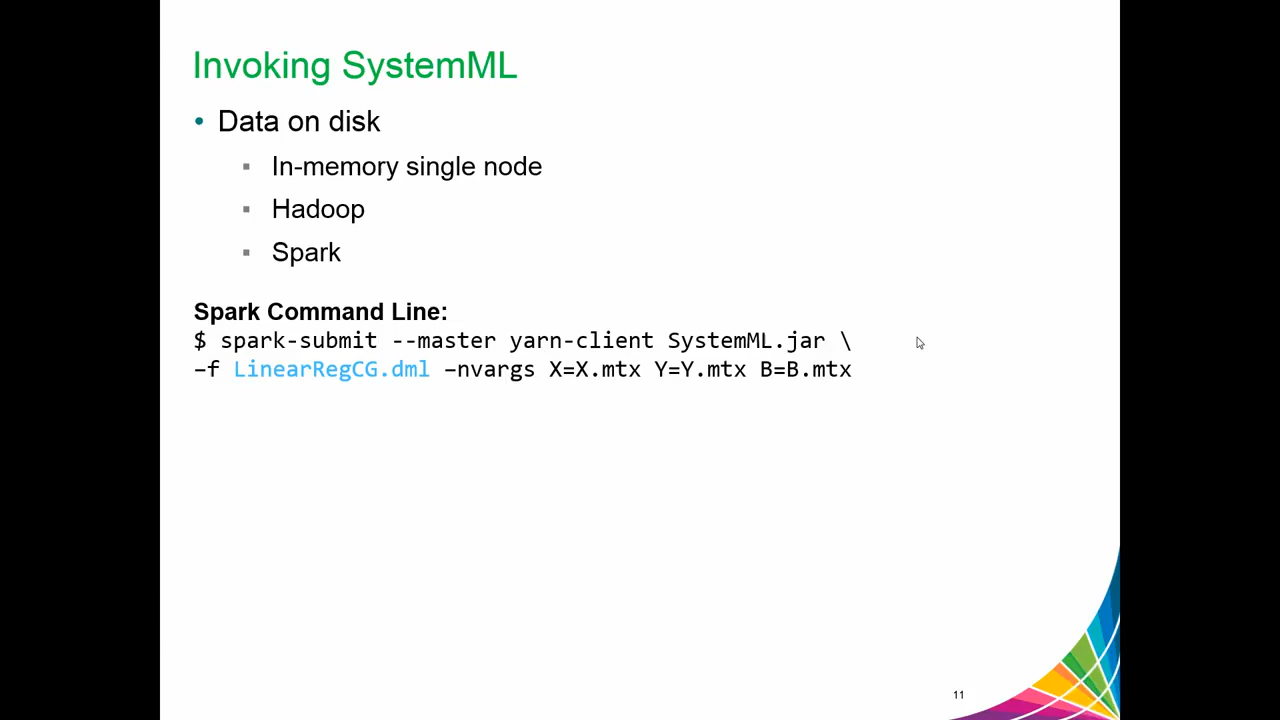 Invoking SystemML
• Data on disk
▪ In-memory single node
▪ Hadoop
▪ Spark
Spark Command Line:
$ spark-submit --master yarn-client SystemML.jar \
–f LinearRegCG.dml –nvargs X=X.mtx Y=Y.mtx B=B.mtx
11